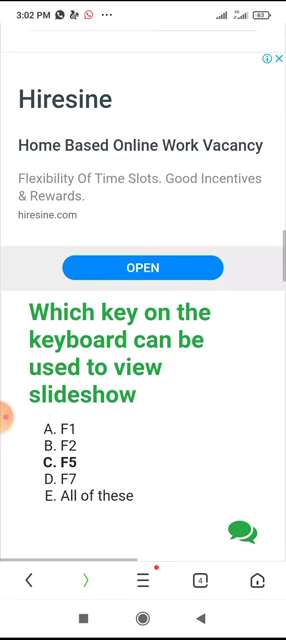 3:02 PM
4G
63
Hiresine
Home Based Online Work Vacancy
Flexibility Of Time Slots. Good Incentives
& Rewards.
hiresine.com
OPEN
Which key on the
keyboard can be
used to view
slideshow
A. F1
B. F2
C. F5
D. F7
E. All of these
4